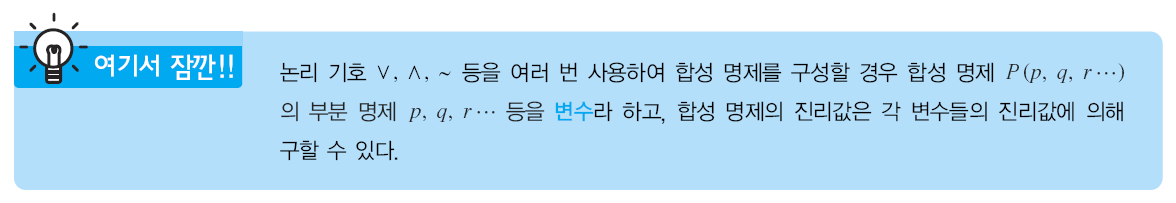 여기서 잠깐!!
논리 기호 ∨, ∧, ~ 등을 여러 번 사용하여 합성 명제를 구성할 경우 합성 명제 P(p, q, r⋯)
의 부분 명제 p, q, r⋯ 등을 변수라 하고, 합성 명제의 진리값은 각 변수들의 진리값에 의해
구할 수 있다.